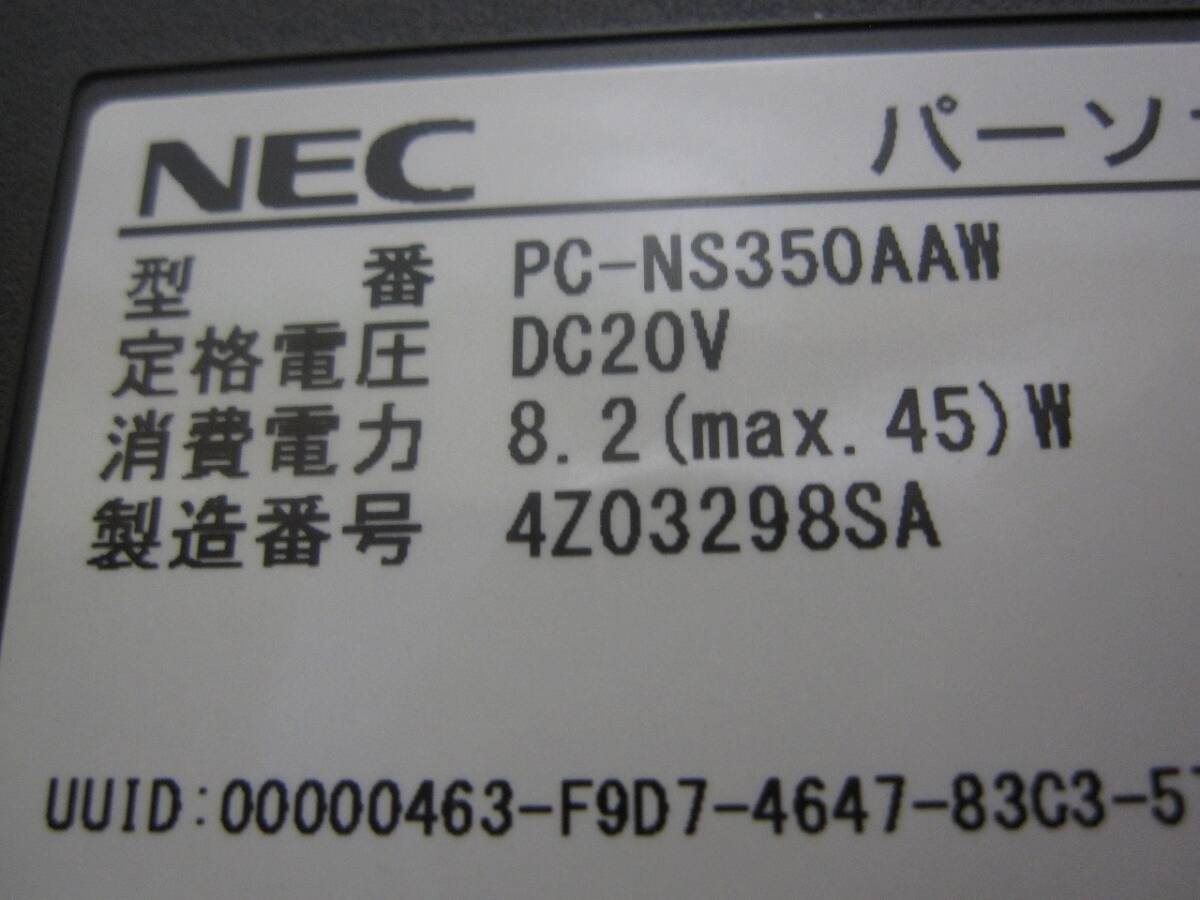 NEC パーソ
型番 PC-NS350AAW
定格電圧 DC20V
消費電力 8.2(max.45)W
製造番号 4Z03298SA
UUID:00000463-F9D7-4647-83C3-5